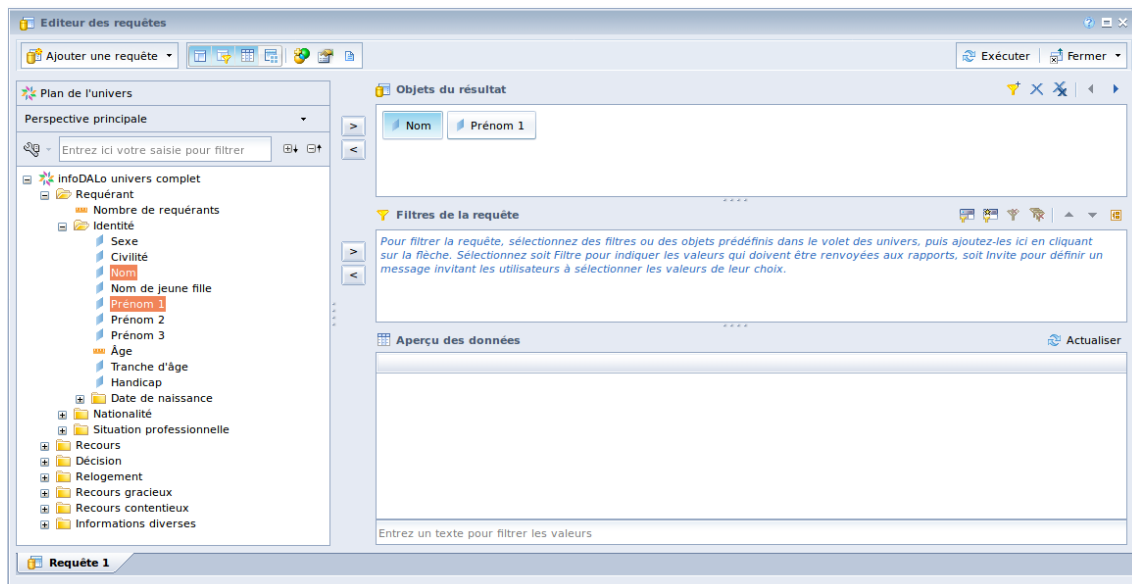 Editeur des requêtes
Ajouter une requête
Exécuter
Fermer
Plan de l'univers
Perspective principale
Entrez ici votre saisie pour filtrer
infoDALo univers complet
Requérant
Nombre de requérants
Identité
Sexe
Civilité
Nom
Nom de jeune fille
Prénom 1
Prénom 2
Prénom 3
Âge
Tranche d'âge
Handicap
Date de naissance
Nationalité
Situation professionnelle
Recours
Décision
Relogement
Recours gracieux
Recours contentieux
Informations diverses
>
<
Objets du résultat
Nom
Prénom 1
>
<
Filtres de la requête
Pour filtrer la requête, sélectionnez des filtres ou des objets prédéfinis dans le volet des univers, puis ajoutez-les ici en cliquant
sur la flèche. Sélectionnez soit Filtre pour indiquer les valeurs qui doivent être renvoyées aux rapports, soit Invite pour définir un
message invitant les utilisateurs à sélectionner les valeurs de leur choix.
Aperçu des données
Actualiser
Entrez un texte pour filtrer les valeurs
Requête 1